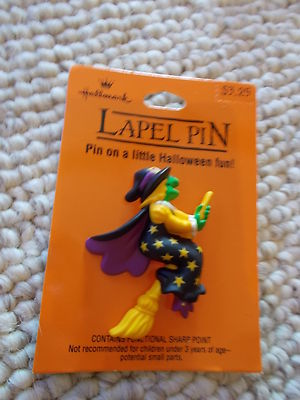 Hallmark
$3.25
LAPEL PIN
Pin on a little Halloween fun!
CONTAINS FUNCTIONAL SHARP POINT
Not recommended for children under 3 years of age—
potential small parts.